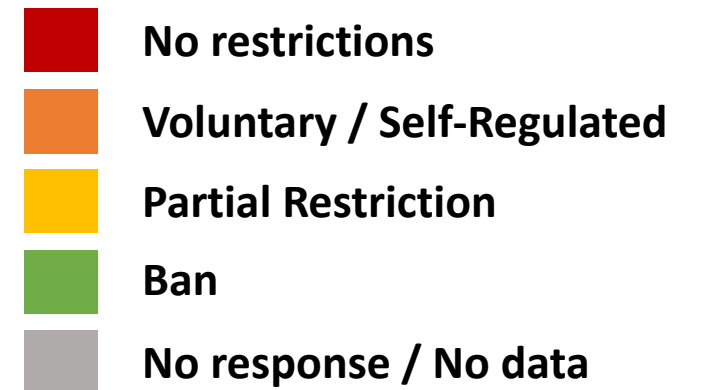 No restrictions
Voluntary / Self-Regulated
Partial Restriction
Ban
No response / No data